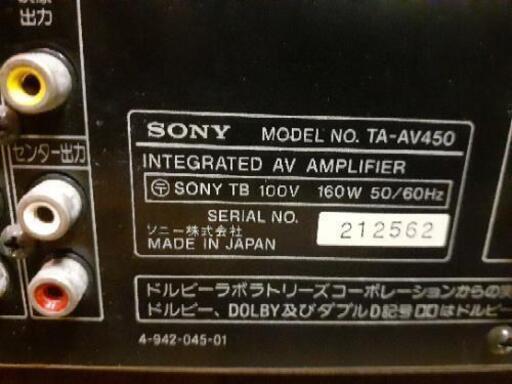 出力
センター出力
SONY MODEL NO. TA-AV450
INTEGRATED AV AMPLIFIER
〒 SONY TB 100V 160W 50/60Hz
SERIAL NO. 212562
ソニー株式会社
MADE IN JAPAN
ドルビーラボラトリーズコーポレーションからの実
ドルビー、DOLBY及びダブルD記号はドルビー
4-942-045-01